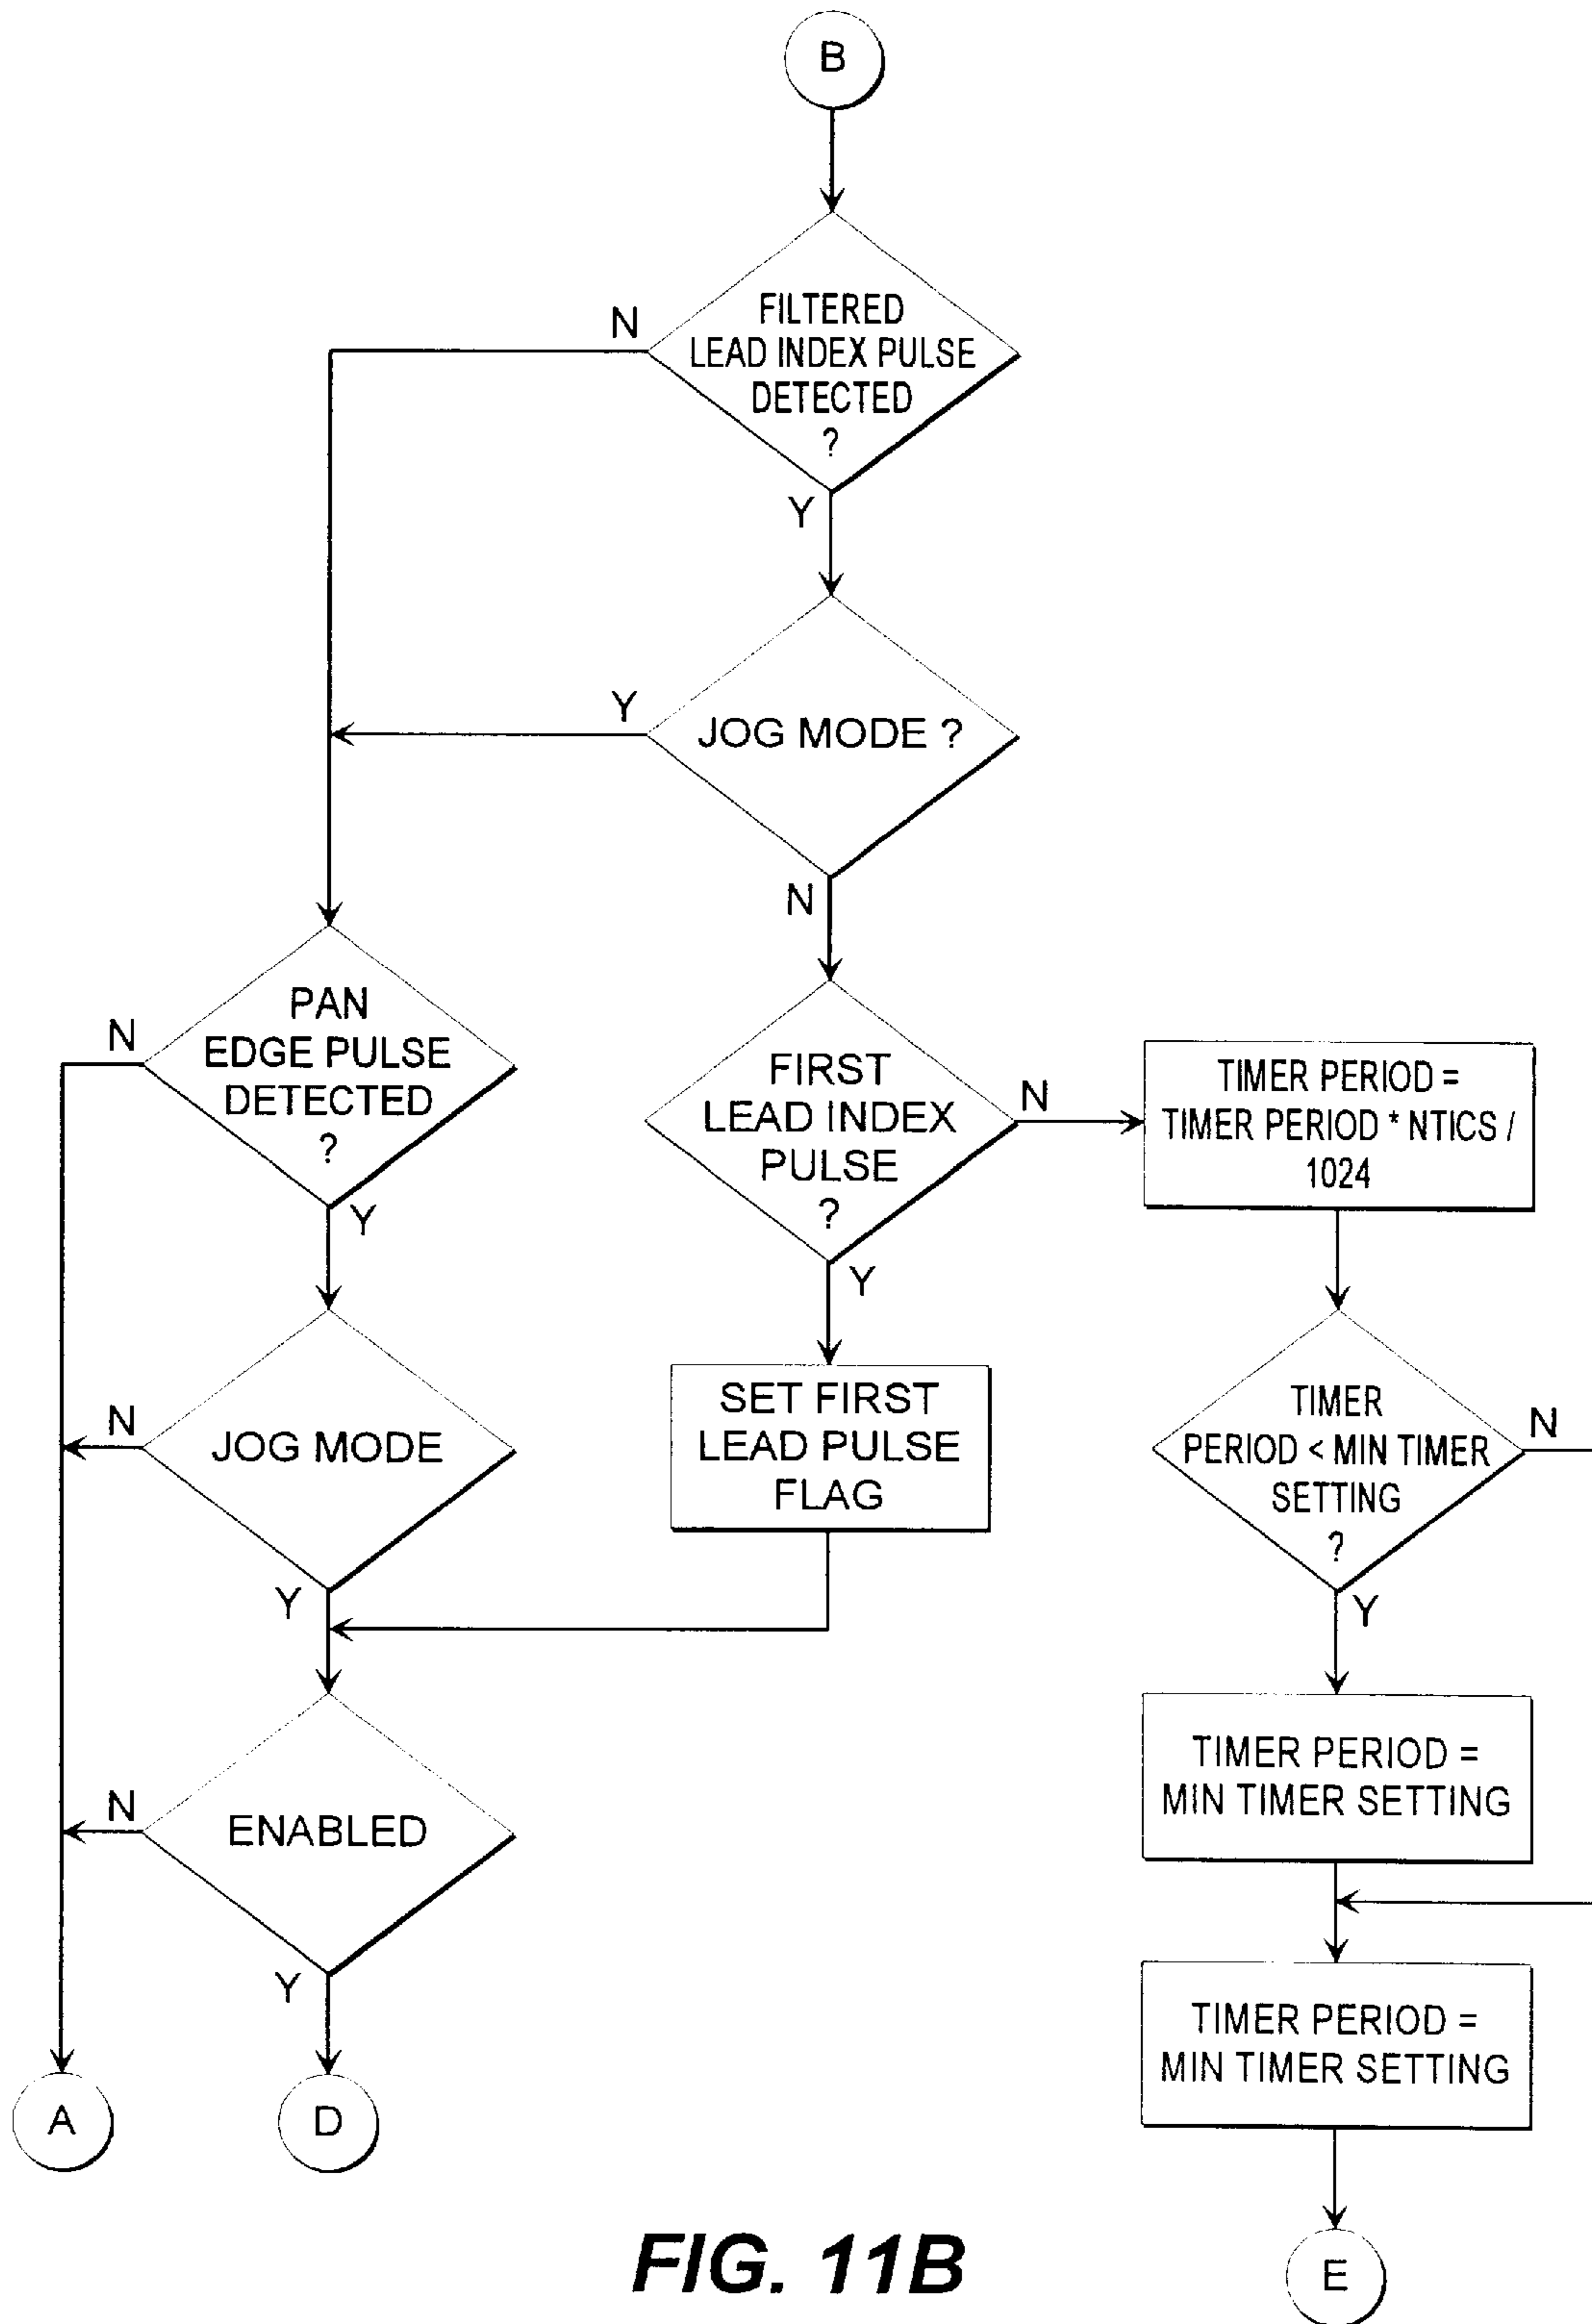 B
FILTERED
LEAD INDEX PULSE
DETECTED
?
N
Y
JOG MODE ?
Y
N
PAN
EDGE PULSE
DETECTED
?
N
Y
FIRST
LEAD INDEX
PULSE
?
N
Y
TIMER PERIOD =
TIMER PERIOD * NTICS /
1024
JOG MODE
N
Y
SET FIRST
LEAD PULSE
FLAG
TIMER
PERIOD < MIN TIMER
SETTING
?
N
Y
ENABLED
N
Y
TIMER PERIOD =
MIN TIMER SETTING
TIMER PERIOD =
MIN TIMER SETTING
A
D
E
FIG. 11B